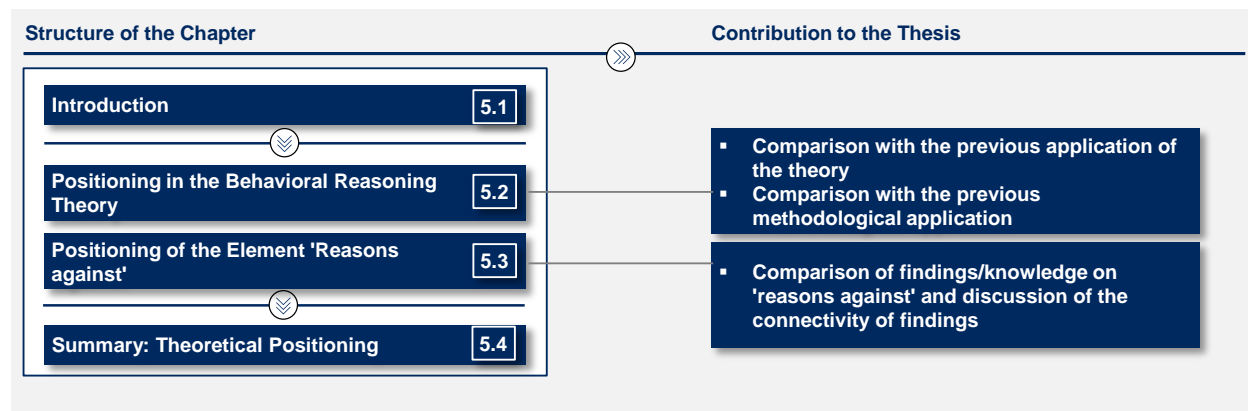 Structure of the Chapter
Contribution to the Thesis
Introduction
5.1
Positioning in the Behavioral Reasoning
Theory
5.2
Positioning of the Element 'Reasons
against'
5.3
Summary: Theoretical Positioning
5.4
▪ Comparison with the previous application of
the theory
▪ Comparison with the previous
methodological application
▪ Comparison of findings/knowledge on
'reasons against' and discussion of the
connectivity of findings